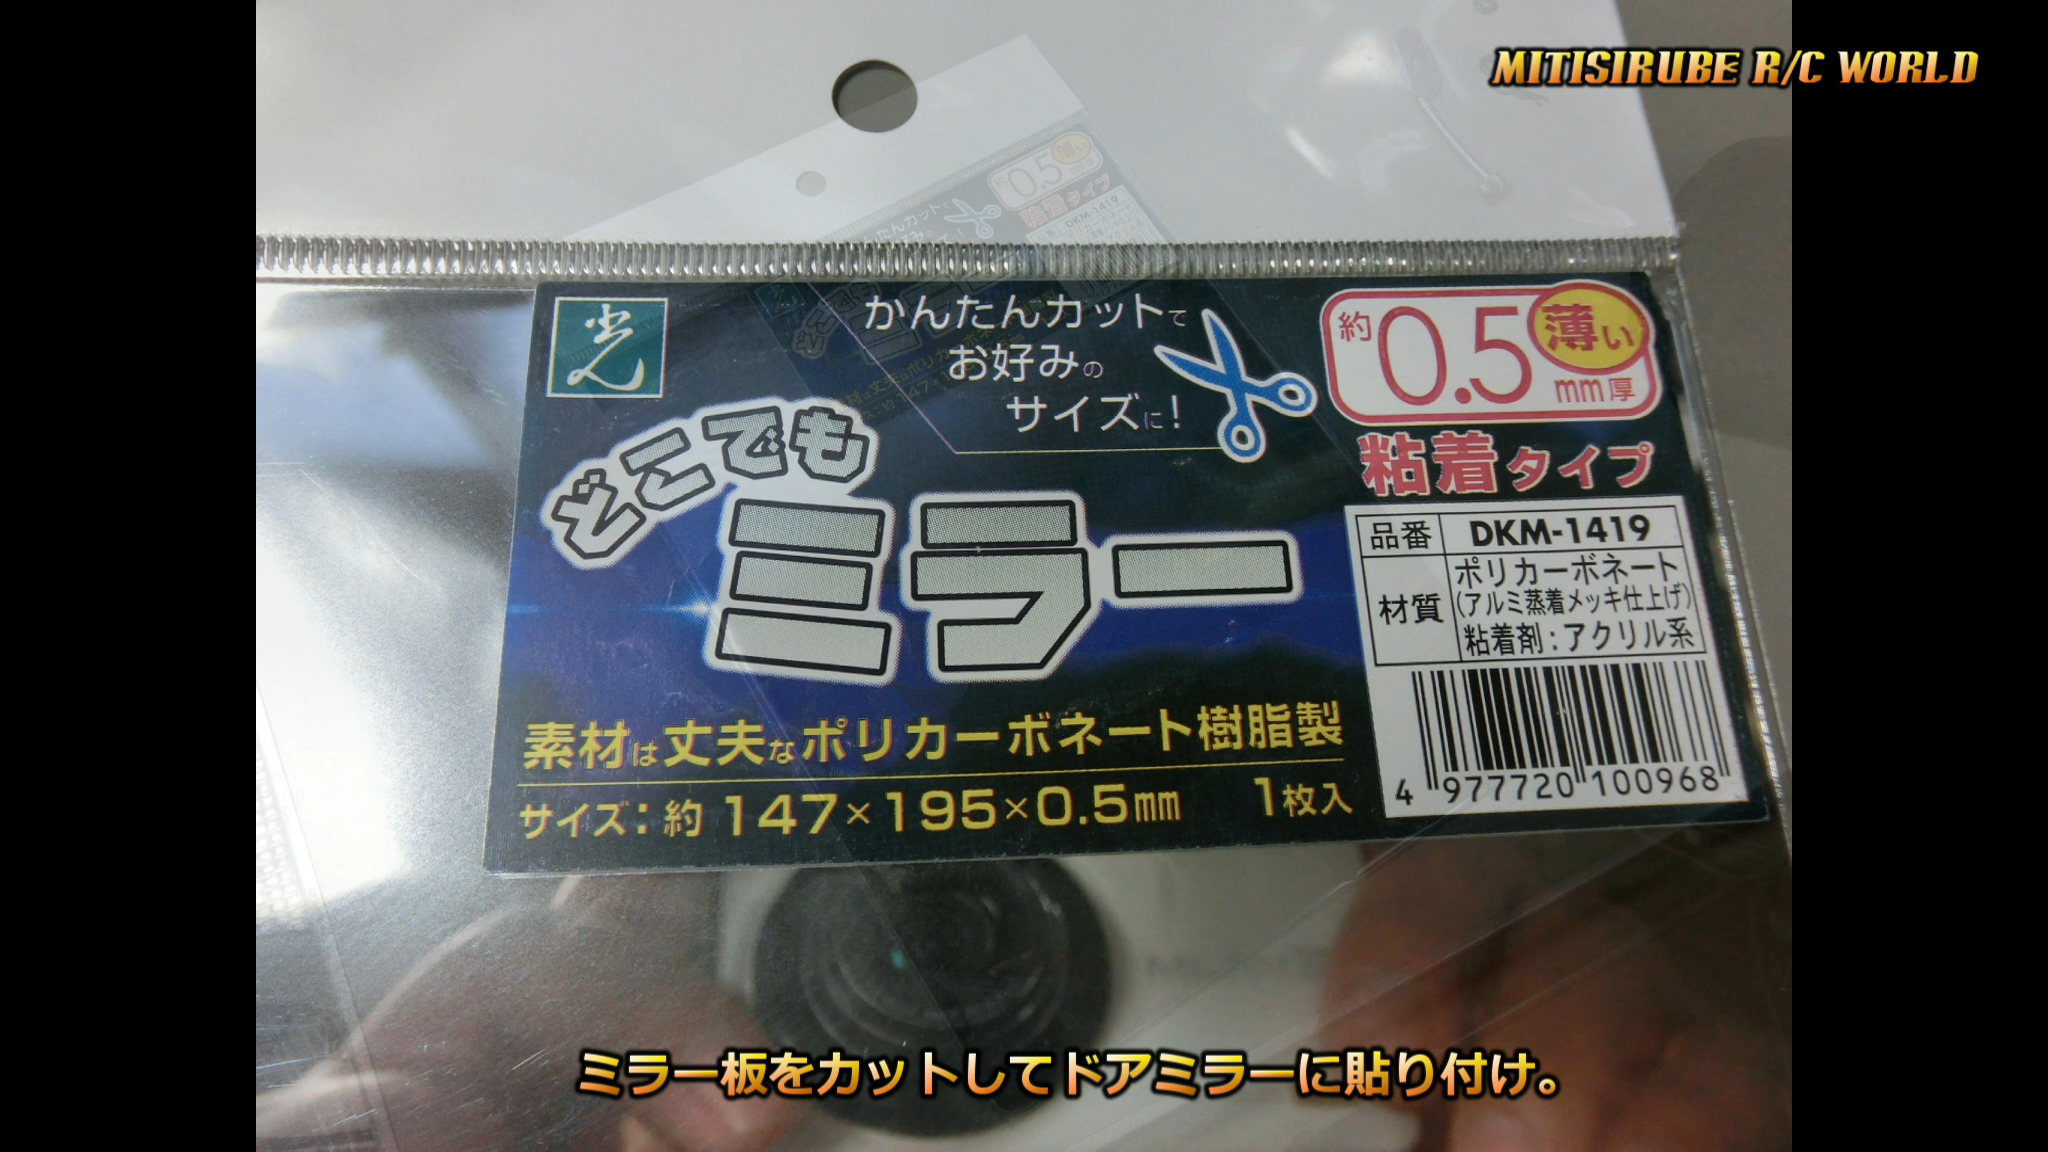 MITISIRUBE R/C WORLD
光
かんたんカットで
お好みの
サイズに!
約0.5mm厚
薄い
粘着タイプ
どこでも
ミラー
品番 DKM-1419
材質 ポリカーボネート
(アルミ蒸着メッキ仕上げ)
粘着剤:アクリル系
素材は丈夫なポリカーボネート樹脂製
サイズ:約147×195×0.5mm 1枚入
4 977720 100968
ミラー板をカットしてドアミラーに貼り付け。